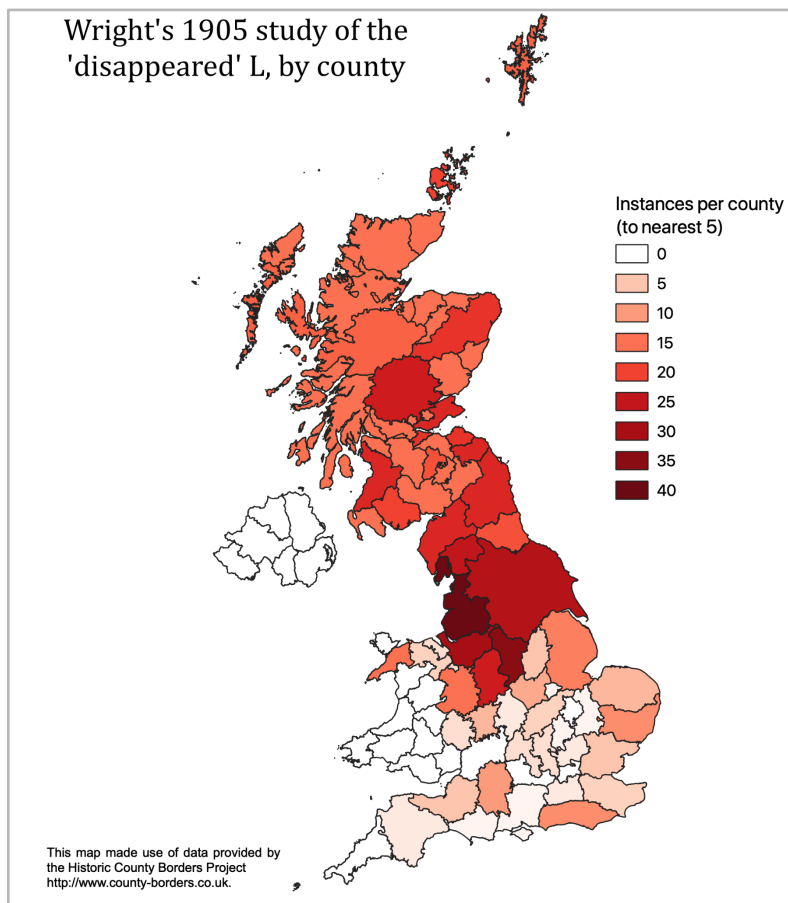 Wright's 1905 study of the
'disappeared' L, by county
Instances per county
(to nearest 5)
0
5
10
15
20
25
30
35
40
This map made use of data provided by
the Historic County Borders Project
http://www.county-borders.co.uk.